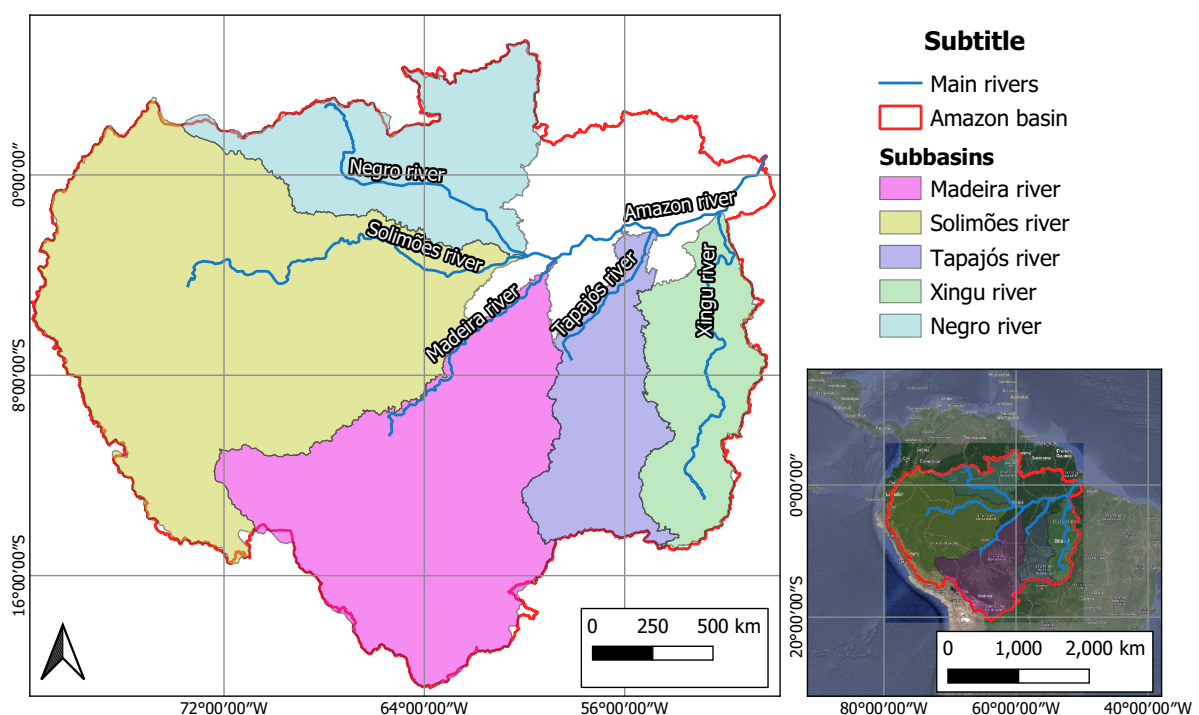 Subtitle
Main rivers
Amazon basin
Subbasins
Madeira river
Solimões river
Tapajós river
Xingu river
Negro river
0°00′00″
8°00′00″S
16°00′00″S
72°00′00″W
64°00′00″W
56°00′00″W
Negro river
Solimões river
Amazon river
Madeira river
Tapajós river
Xingu river
0 250 500 km
0°00′00″
20°00′00″S
80°00′00″W
60°00′00″W
40°00′00″W
0 1,000 2,000 km